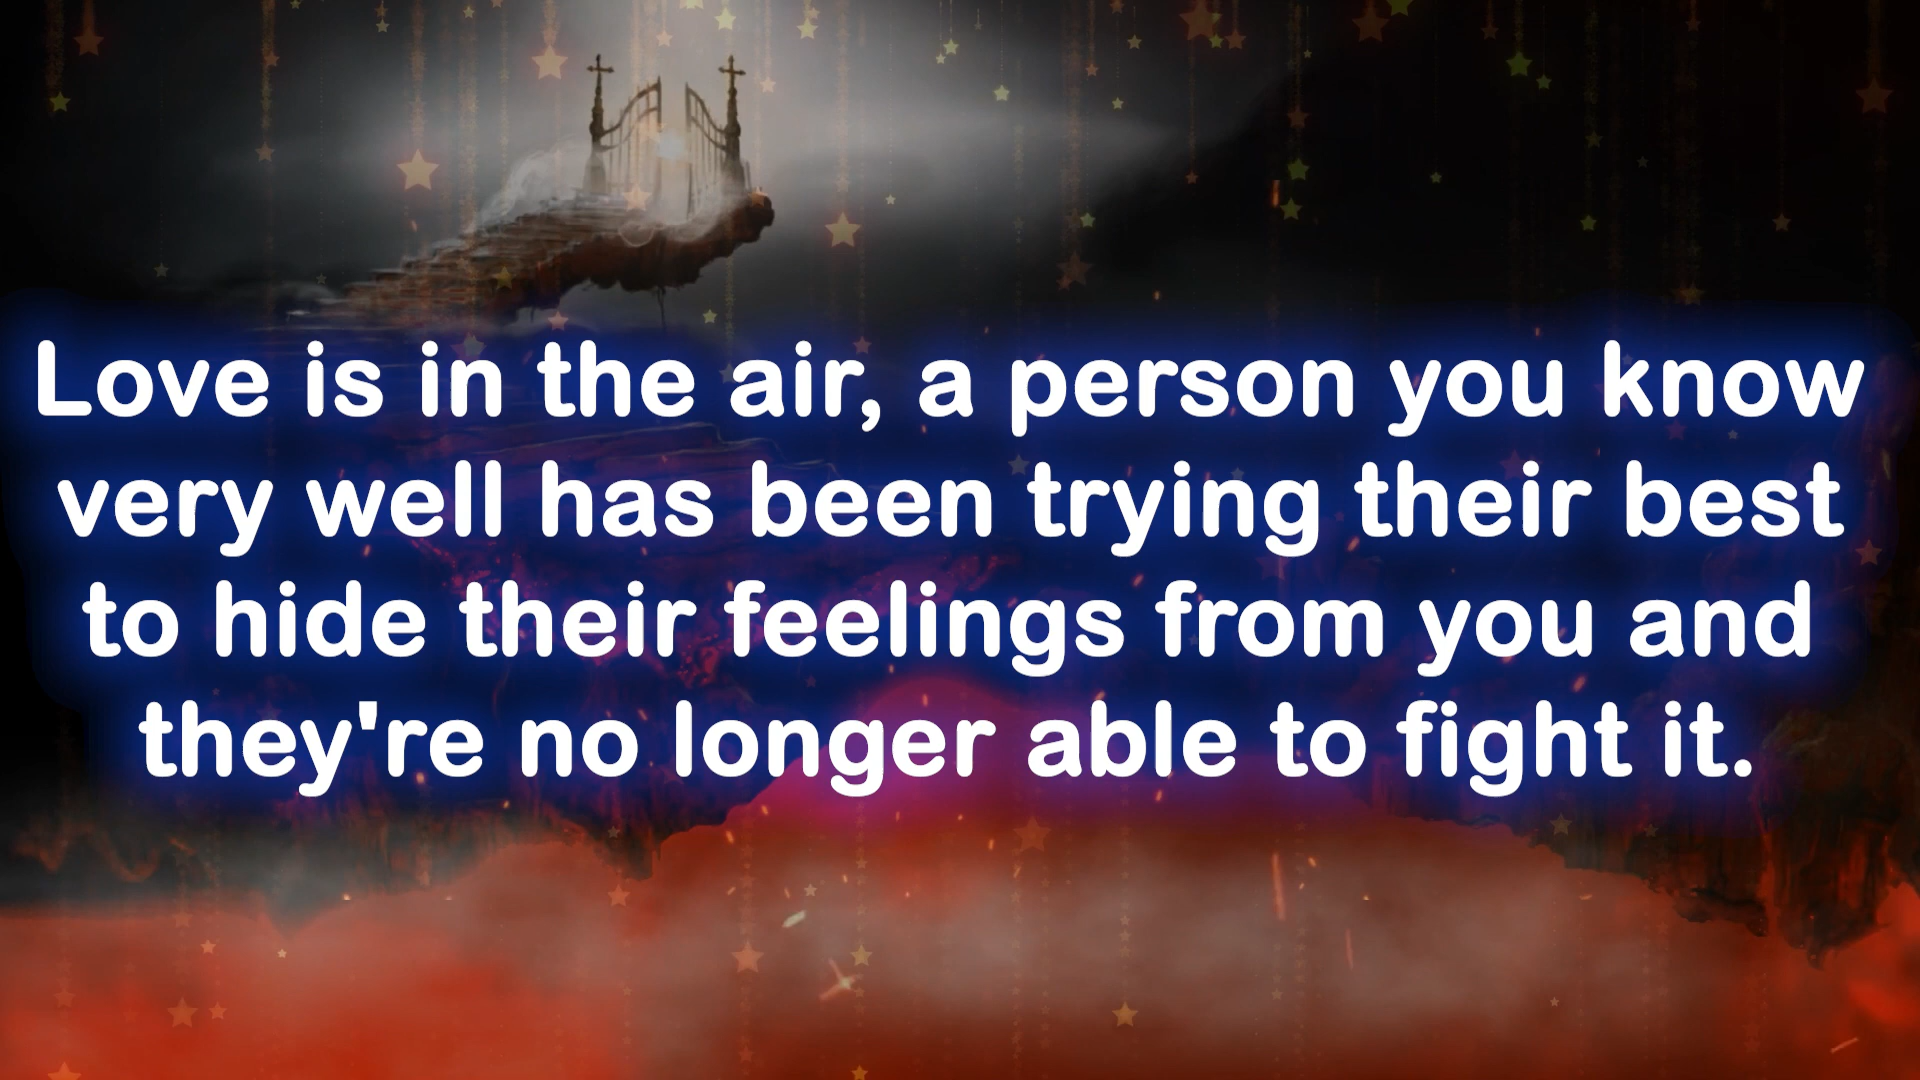 Love is in the air, a person you know
very well has been trying their best
to hide their feelings from you and
they're no longer able to fight it.